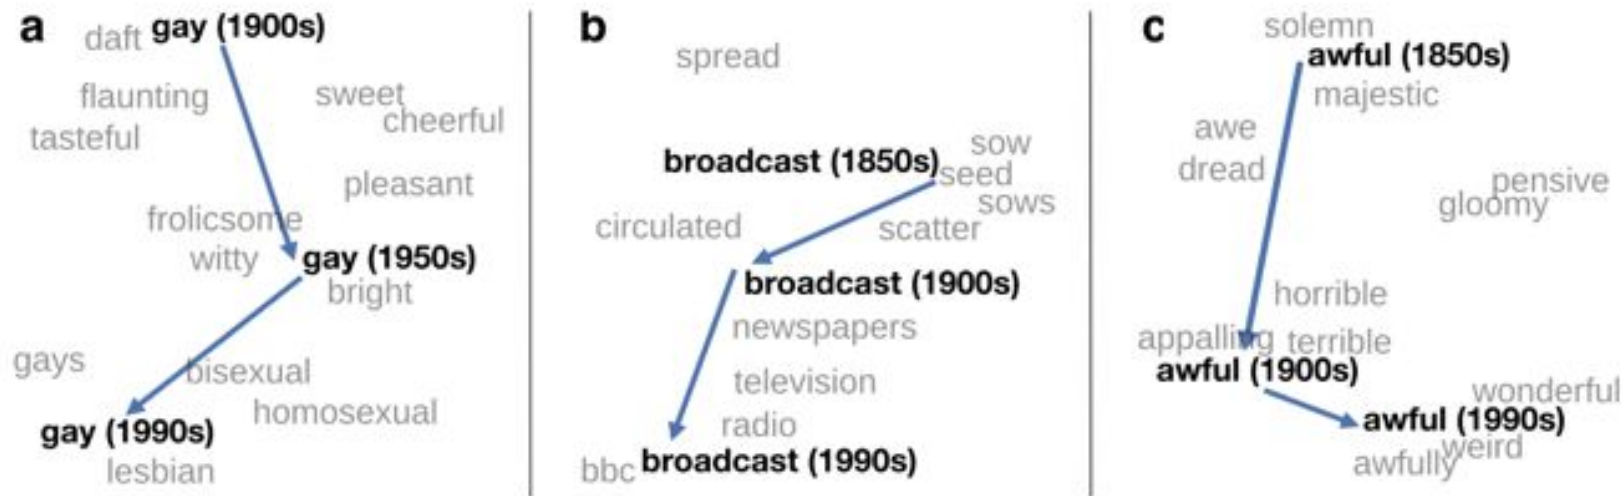 a
daft gay (1900s)
flaunting sweet
tasteful cheerful
pleasant
frolicsome
witty gay (1950s)
bright
gays bisexual
homosexual
gay (1990s)
lesbian
b
spread
sow
broadcast (1850s) seed
sows
circulated scatter
broadcast (1900s)
newspapers
television
radio
bbc broadcast (1990s)
c
solemn
awful (1850s)
majestic
awe
dread
pensive
gloomy
horrible
appalling terrible
awful (1900s)
wonderful
awful (1990s)
weird
awfully